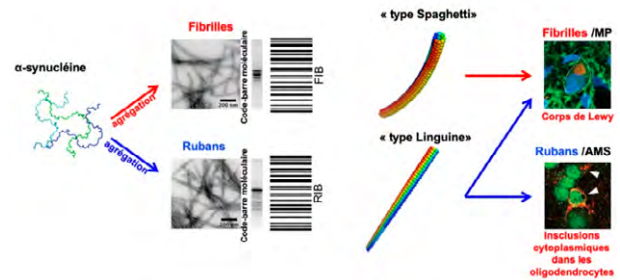 α-synucléine
agrégation
agrégation
Fibrilles
200 nm
Code-barre moléculaire
FIB
Rubans
Code-barre moléculaire
RIB
« type Spaghetti»
« type Linguine»
Fibrilles /MP
Corps de Lewy
Rubans /AMS
Insclusions
cytoplasmiques
dans les
oligodendrocytes